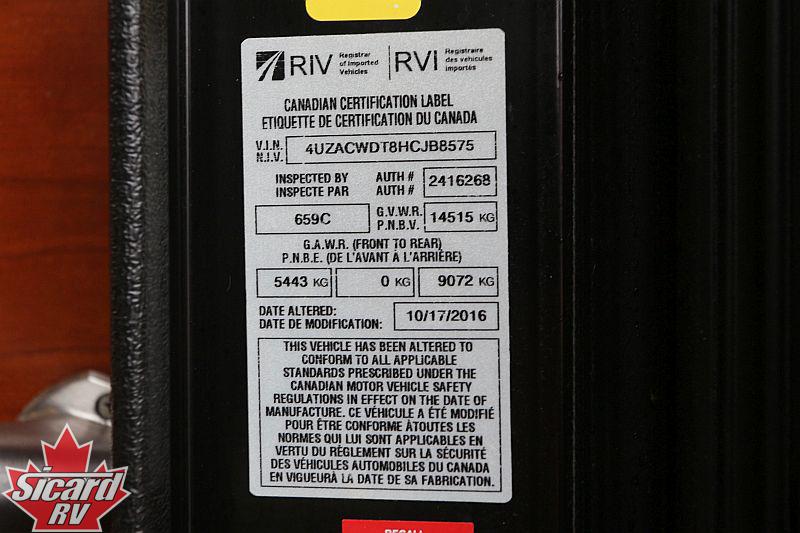 RIV Registrar of Imported Vehicles RVI Registraire des véhicules importés
CANADIAN CERTIFICATION LABEL
ETIQUETTE DE CERTIFICATION DU CANADA
V.I.N. 4UZACWDT8HCJB8575
N.I.V.
INSPECTED BY AUTH # 2416268
INSPECTE PAR AUTH #
659C G.V.W.R. 14515 KG
P.N.B.V.
G.A.W.R. (FRONT TO REAR)
P.N.B.E. (DE L'AVANT À L'ARRIÈRE)
5443 KG 0 KG 9072 KG
DATE ALTERED: 10/17/2016
DATE DE MODIFICATION:
THIS VEHICLE HAS BEEN ALTERED TO
CONFORM TO ALL APPLICABLE
STANDARDS PRESCRIBED UNDER THE
CANADIAN MOTOR VEHICLE SAFETY
REGULATIONS IN EFFECT ON THE DATE OF
MANUFACTURE. CE VÉHICULE A ÉTÉ MODIFIÉ
POUR ÊTRE CONFORME ÀTOUTES LES
NORMES QUI LUI SONT APPLICABLES EN
VERTU DU RÈGLEMENT SUR LA SÉCURITÉ
DES VÉHICULES AUTOMOBILES DU CANADA
EN VIGUEURÀ LA DATE DE SA FABRICATION.
Sicard
RV